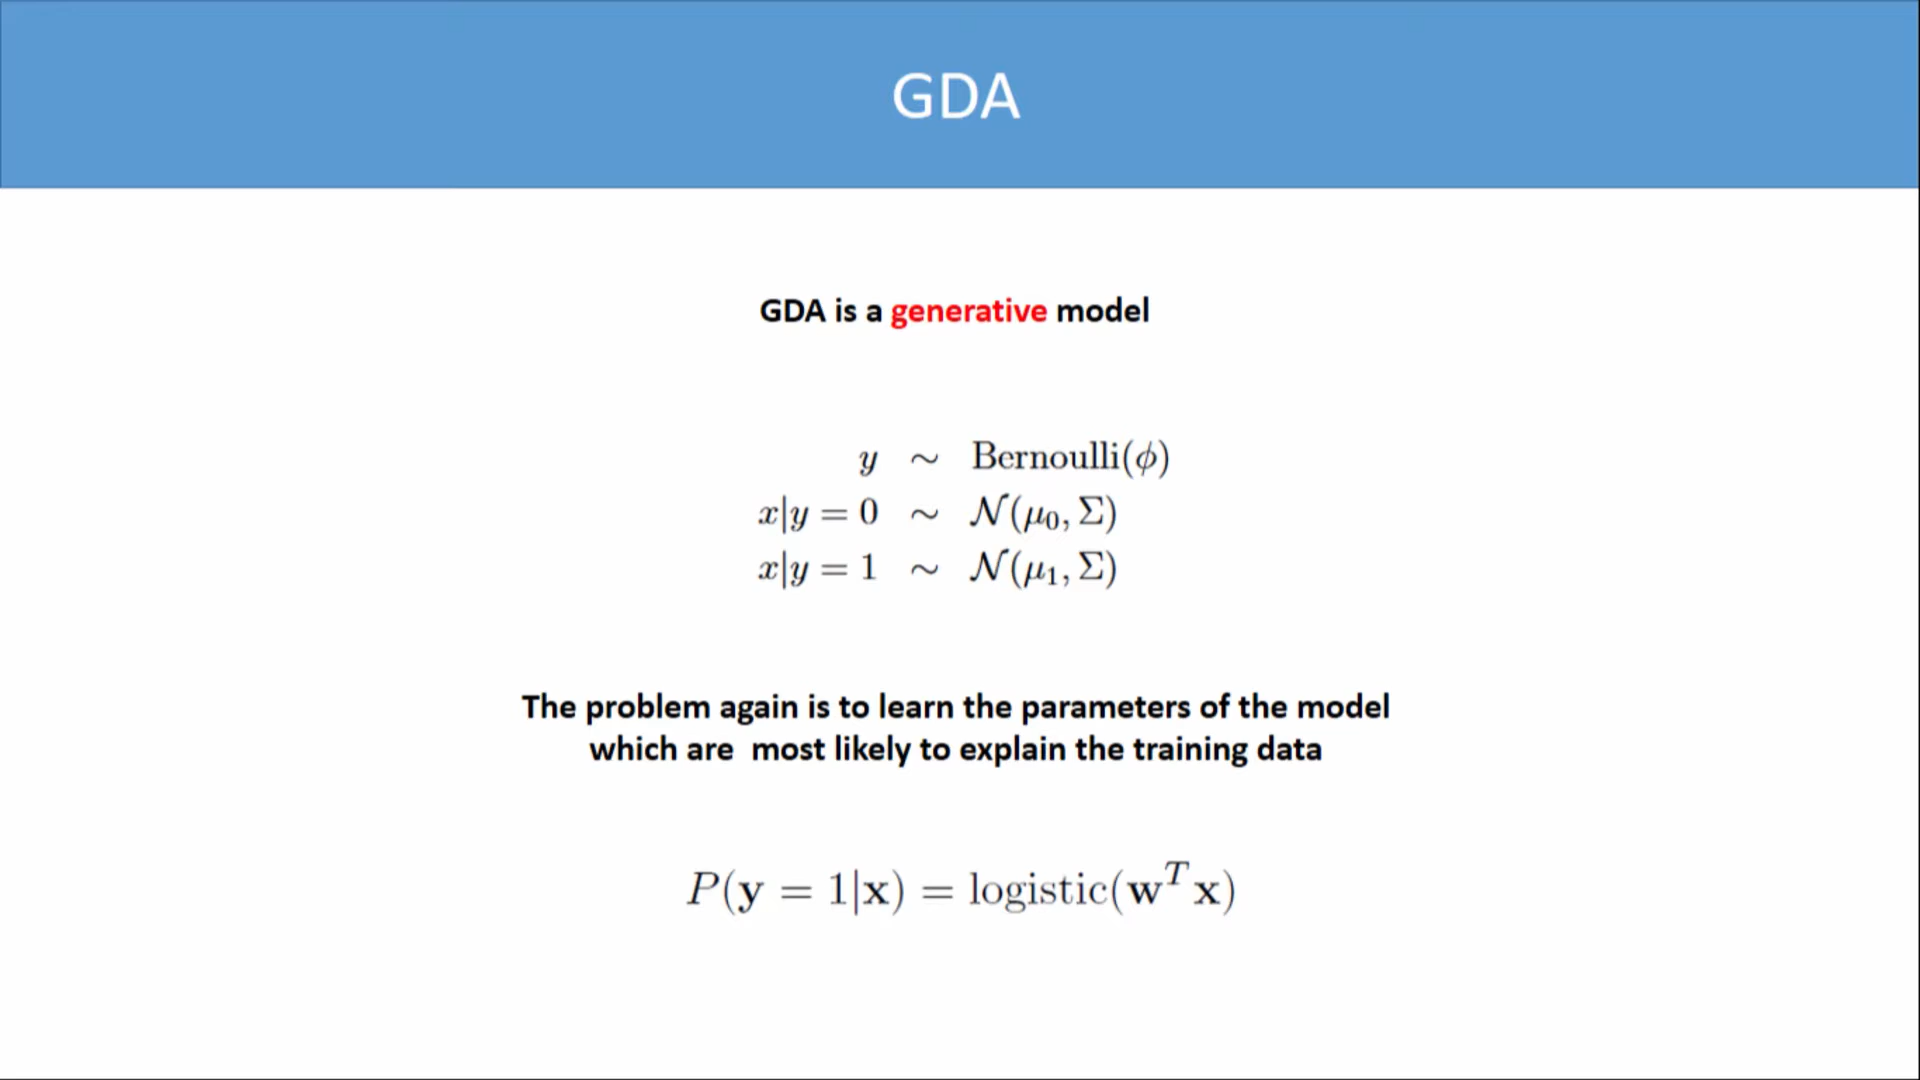 GDA
GDA is a generative model
y ∼ Bernoulli(ϕ)
x|y = 0 ∼ 𝒩(μ₀, Σ)
x|y = 1 ∼ 𝒩(μ₁, Σ)
The problem again is to learn the parameters of the model
which are most likely to explain the training data
P(y = 1|x) = logistic(wᵀx)